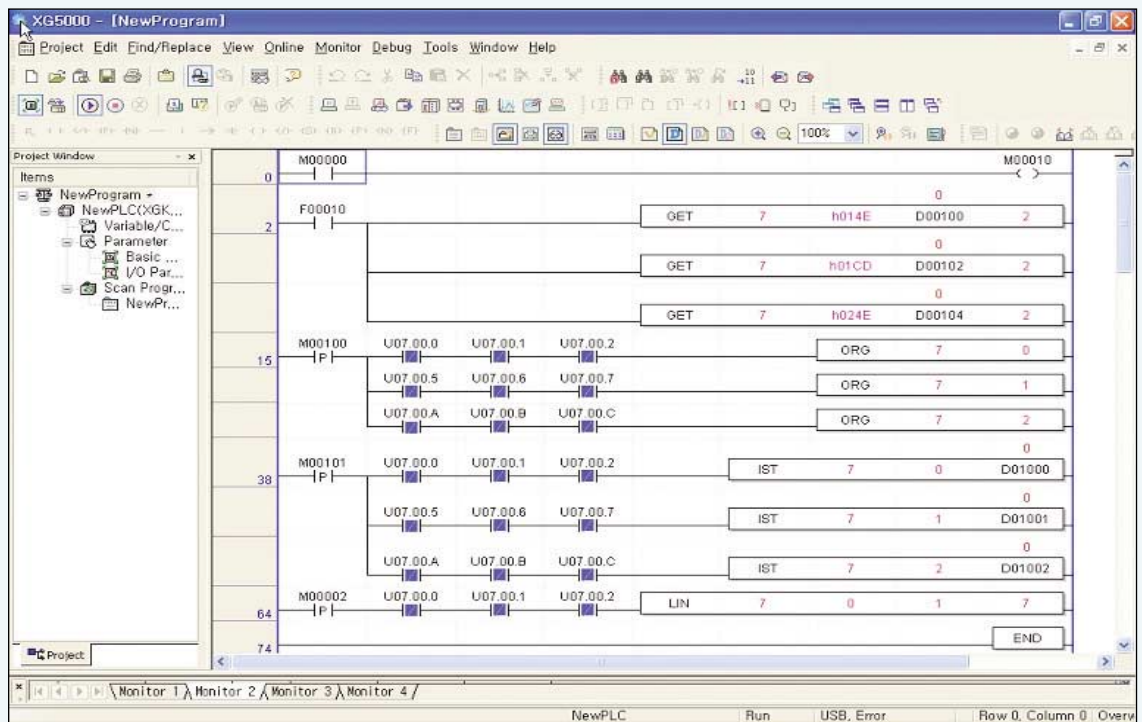 XG5000 - [NewProgram]
Project Edit Find/Replace View Online Monitor Debug Tools Window Help
100%
Project Window
Items
NewProgram
NewPLC(XGK...
Variable/C...
Parameter
Basic ...
I/O Par...
Scan Progr...
NewPr...
Project
M00000 M00010
0
F00010 0
2 GET 7 h014E D00100 2
0
GET 7 h01CD D00102 2
0
GET 7 h024E D00104 2
M00100 U07.00.0 U07.00.1 U07.00.2
15 P ORG 7 0
U07.00.5 U07.00.6 U07.00.7
ORG 7 1
U07.00.A U07.00.B U07.00.C
ORG 7 2
0
M00101 U07.00.0 U07.00.1 U07.00.2
38 P IST 7 0 D01000
0
U07.00.5 U07.00.6 U07.00.7
IST 7 1 D01001
0
U07.00.A U07.00.B U07.00.C
IST 7 2 D01002
M00002 U07.00.0 U07.00.1 U07.00.2
64 P LIN 7 0 1 7
74 END
Monitor 1 Monitor 2 Monitor 3 Monitor 4
NewPLC Run USB, Error Row 0, Column 0 Overw